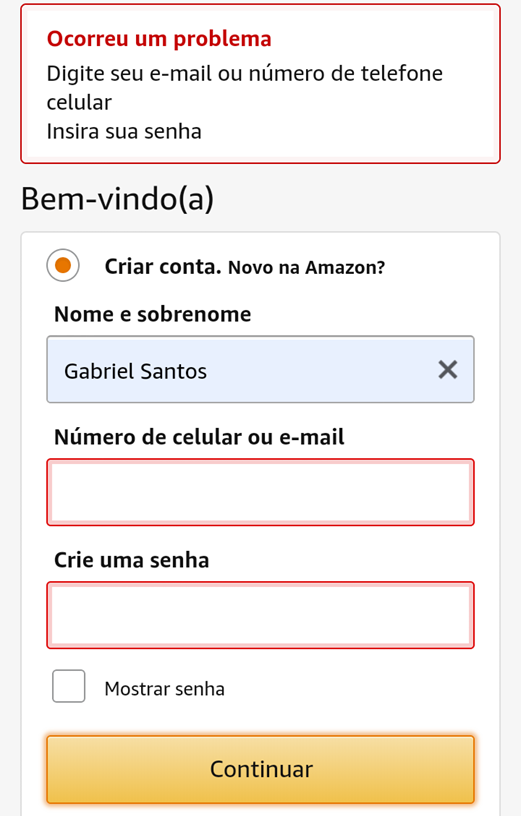 Ocorreu um problema
Digite seu e-mail ou número de telefone
celular
Insira sua senha
Bem-vindo(a)
Criar conta. Novo na Amazon?
Nome e sobrenome
Gabriel Santos
Número de celular ou e-mail
Crie uma senha
Mostrar senha
Continuar